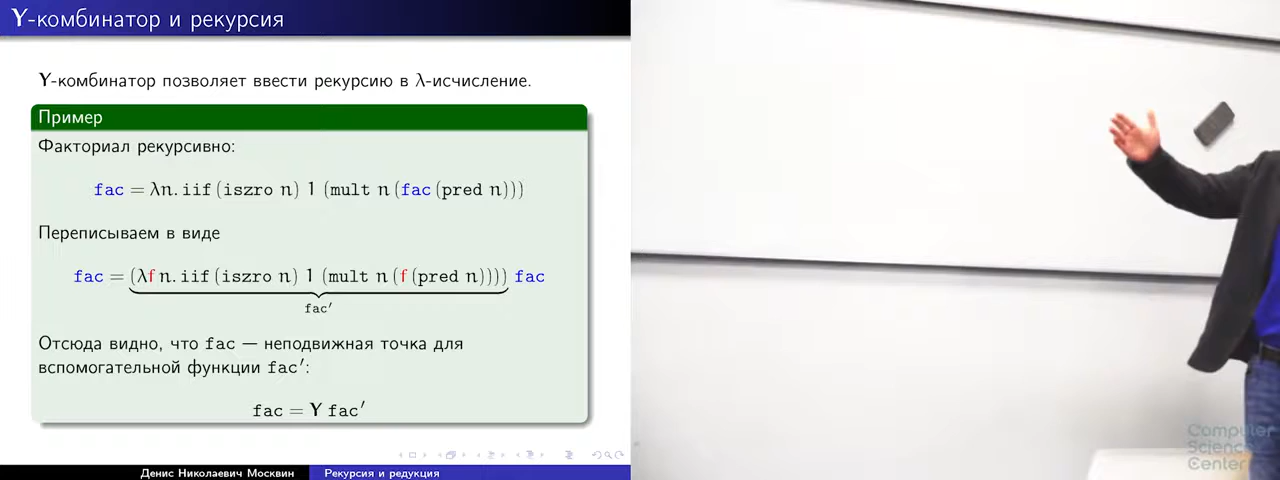 Y-комбинатор и рекурсия
Y-комбинатор позволяет ввести рекурсию в λ-исчисление.
Пример
Факториал рекурсивно:
fac = λn. iif (iszro n) 1 (mult n (fac (pred n)))
Переписываем в виде
fac = (λf n. iif (iszro n) 1 (mult n (f (pred n)))) fac
fac′
Отсюда видно, что fac — неподвижная точка для
вспомогательной функции fac′:
fac = Y fac′
Денис Николаевич Москвин Рекурсия и редукция
Computer
Science
Center